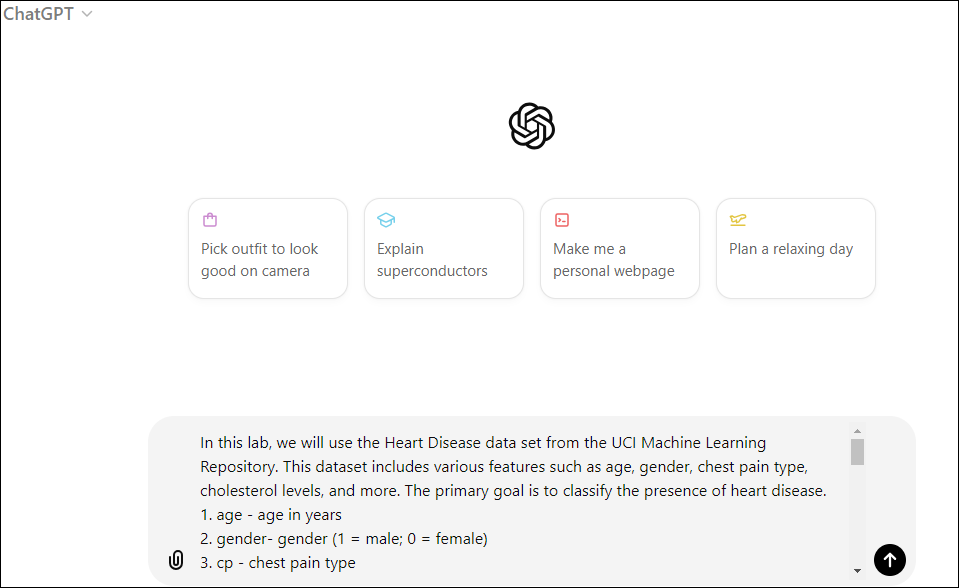 ChatGPT
Pick outfit to look
good on camera
Explain
superconductors
Make me a
personal webpage
Plan a relaxing day
In this lab, we will use the Heart Disease data set from the UCI Machine Learning
Repository. This dataset includes various features such as age, gender, chest pain type,
cholesterol levels, and more. The primary goal is to classify the presence of heart disease.
1. age - age in years
2. gender- gender (1 = male; 0 = female)
3. cp - chest pain type